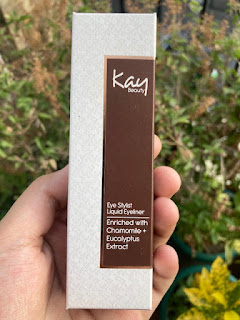 Kay
Beauty
Eye Stylist
Liquid Eyeliner
Enriched with
Chamomile +
Eucalyptus
Extract